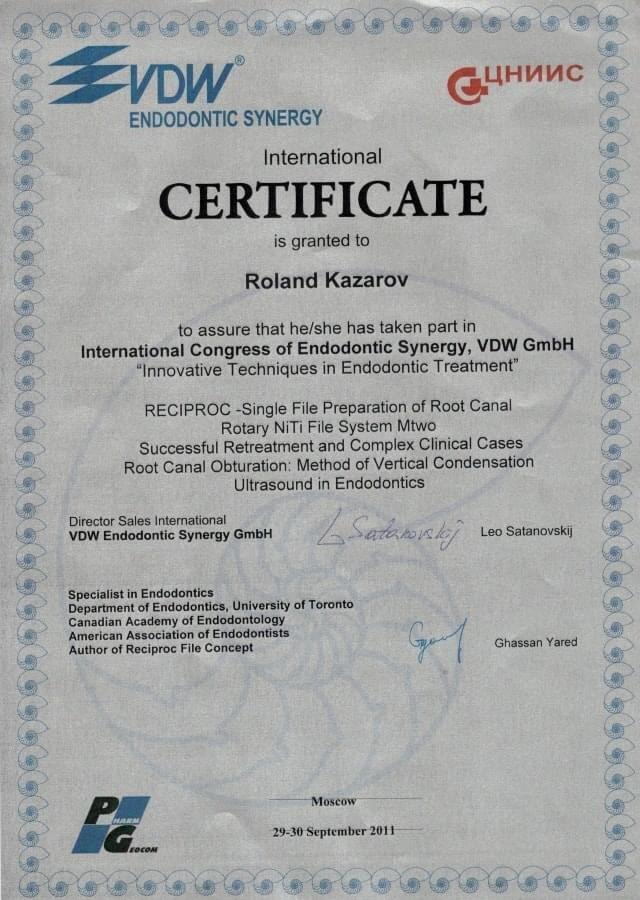 VDW®
ENDODONTIC SYNERGY
ЦНИИС
International
CERTIFICATE
is granted to
Roland Kazarov
to assure that he/she has taken part in
International Congress of Endodontic Synergy, VDW GmbH
“Innovative Techniques in Endodontic Treatment”
RECIPROC -Single File Preparation of Root Canal
Rotary NiTi File System Mtwo
Successful Retreatment and Complex Clinical Cases
Root Canal Obturation: Method of Vertical Condensation
Ultrasound in Endodontics
Director Sales International
VDW Endodontic Synergy GmbH
L Satanovskij
Leo Satanovskij
Specialist in Endodontics
Department of Endodontics, University of Toronto
Canadian Academy of Endodontology
American Association of Endodontists
Author of Reciproc File Concept
Ghassan Yared
PHARM
GEOCOM
Moscow
29-30 September 2011